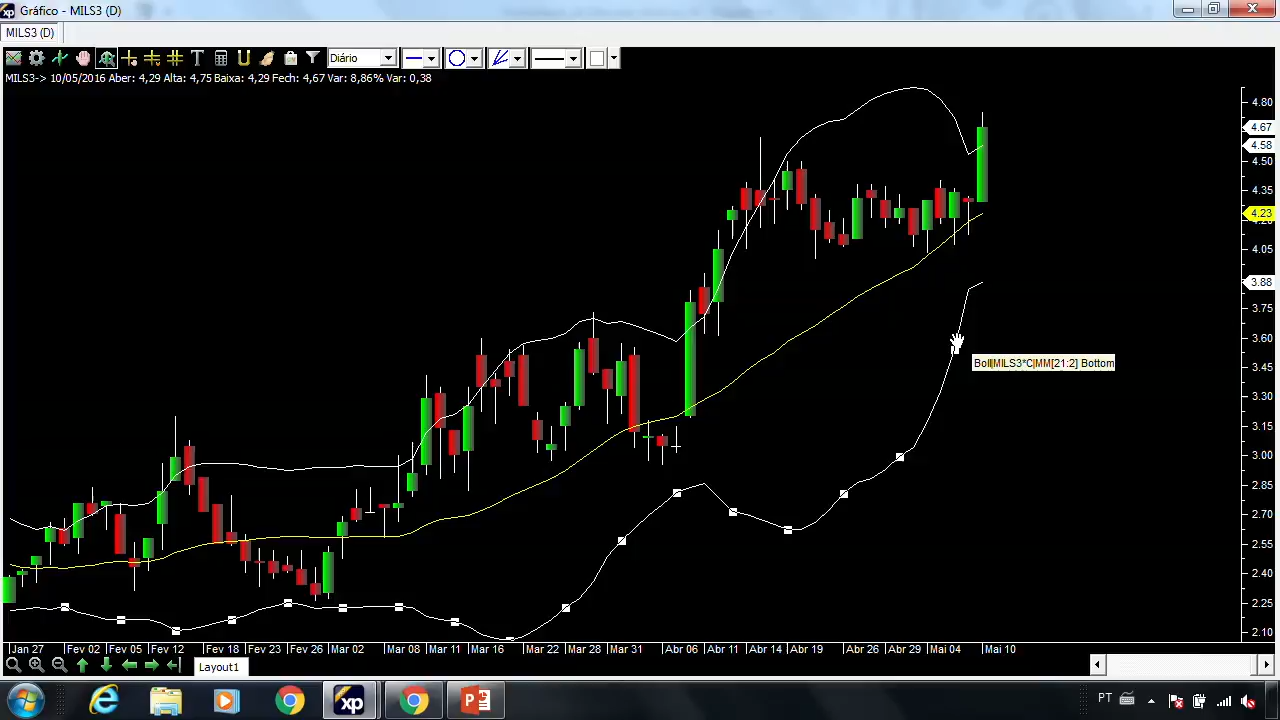 xp Gráfico - MILS3 (D)
MILS3 (D)
Diário
MILS3-> 10/05/2016 Aber: 4,29 Alta: 4,75 Baixa: 4,29 Fech: 4,67 Var: 8,86% Var: 0,38
4.80
4.67
4.58
4.50
4.35
4.23
4.05
3.88
3.75
3.60
Boll|MILS3*C|MM[21:2] Bottom
3.45
3.30
3.15
3.00
2.85
2.70
2.55
2.40
2.25
2.10
Jan 27 Fev 02 Fev 05 Fev 12 Fev 18 Fev 23 Fev 26 Mar 02 Mar 08 Mar 11 Mar 16 Mar 22 Mar 28 Mar 31 Abr 06 Abr 11 Abr 14 Abr 19 Abr 26 Abr 29 Mai 04 Mai 10
Layout1
xp
PT